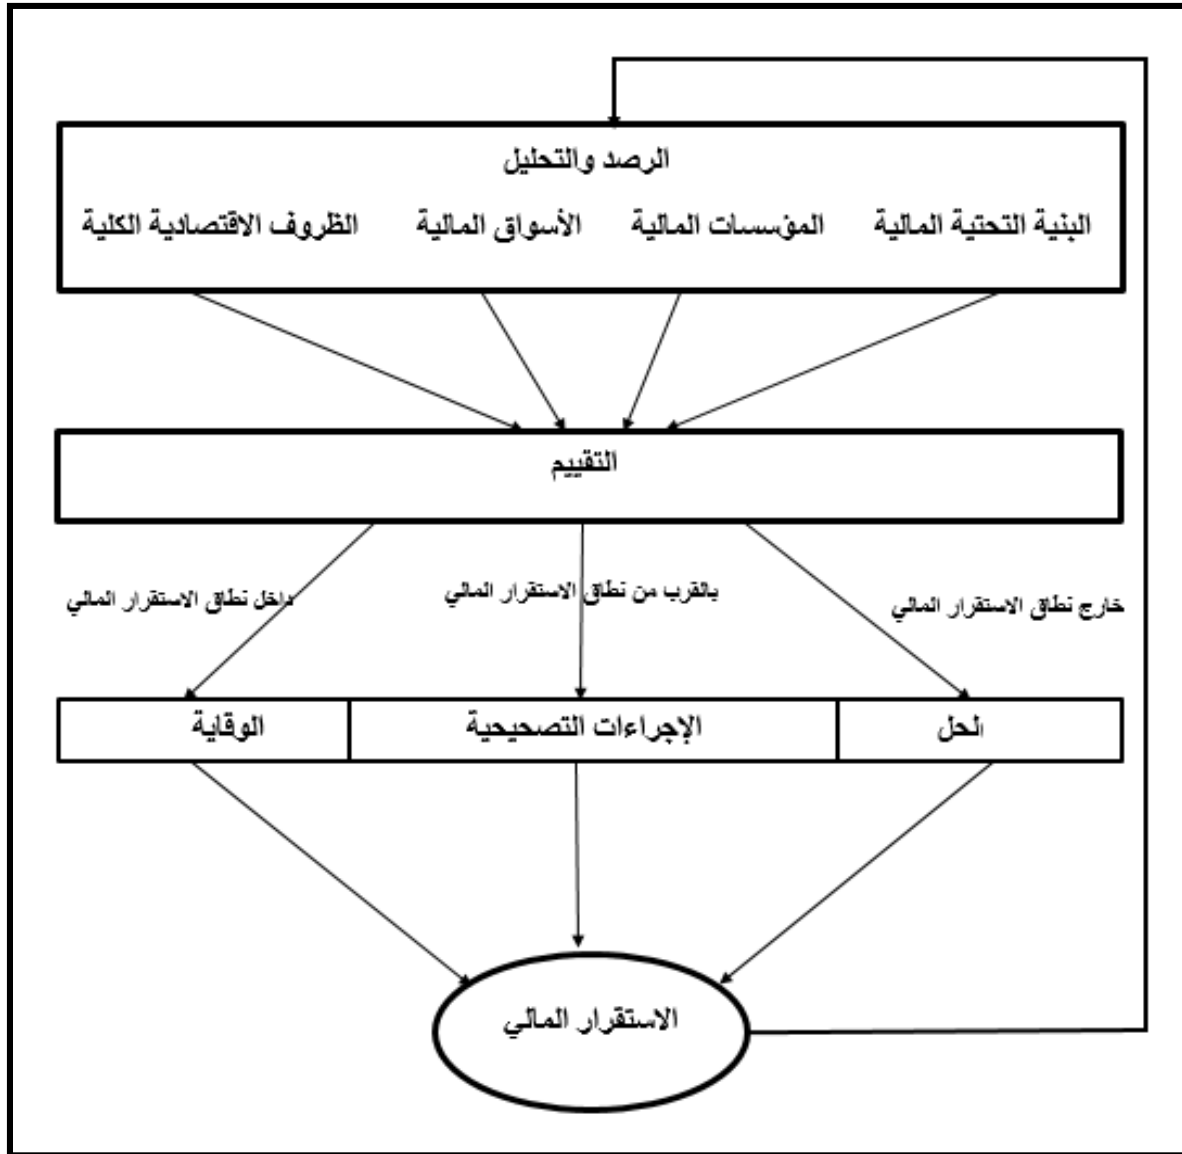 الرصد والتحليل
البنية التحتية المالية المؤسسات المالية الأسواق المالية الظروف الاقتصادية الكلية
التقييم
خارج نطاق الاستقرار المالي بالقرب من نطاق الاستقرار المالي داخل نطاق الاستقرار المالي
الحل الإجراءات التصحيحية الوقاية
الاستقرار المالي